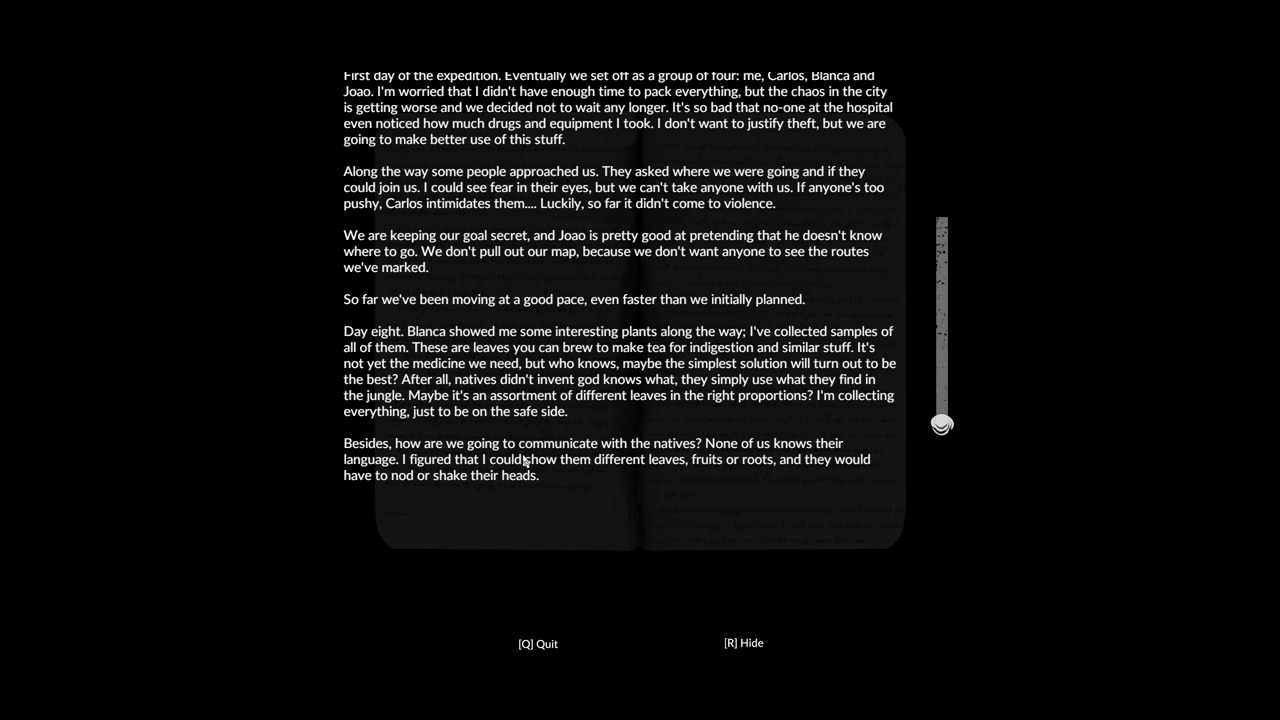 First day of the expedition. Eventually we set off as a group of four: me, Carlos, Blanca and
Joao. I'm worried that I didn't have enough time to pack everything, but the chaos in the city
is getting worse and we decided not to wait any longer. It's so bad that no-one at the hospital
even noticed how much drugs and equipment I took. I don't want to justify theft, but we are
going to make better use of this stuff.
Along the way some people approached us. They asked where we were going and if they
could join us. I could see fear in their eyes, but we can't take anyone with us. If anyone's too
pushy, Carlos intimidates them.... Luckily, so far it didn't come to violence.
We are keeping our goal secret, and Joao is pretty good at pretending that he doesn't know
where to go. We don't pull out our map, because we don't want anyone to see the routes
we've marked.
So far we've been moving at a good pace, even faster than we initially planned.
Day eight. Blanca showed me some interesting plants along the way; I've collected samples of
all of them. These are leaves you can brew to make tea for indigestion and similar stuff. It's
not yet the medicine we need, but who knows, maybe the simplest solution will turn out to be
the best? After all, natives didn't invent god knows what, they simply use what they find in
the jungle. Maybe it's an assortment of different leaves in the right proportions? I'm collecting
everything, just to be on the safe side.
Besides, how are we going to communicate with the natives? None of us knows their
language. I figured that I could show them different leaves, fruits or roots, and they would
have to nod or shake their heads.
[Q] Quit
[R] Hide